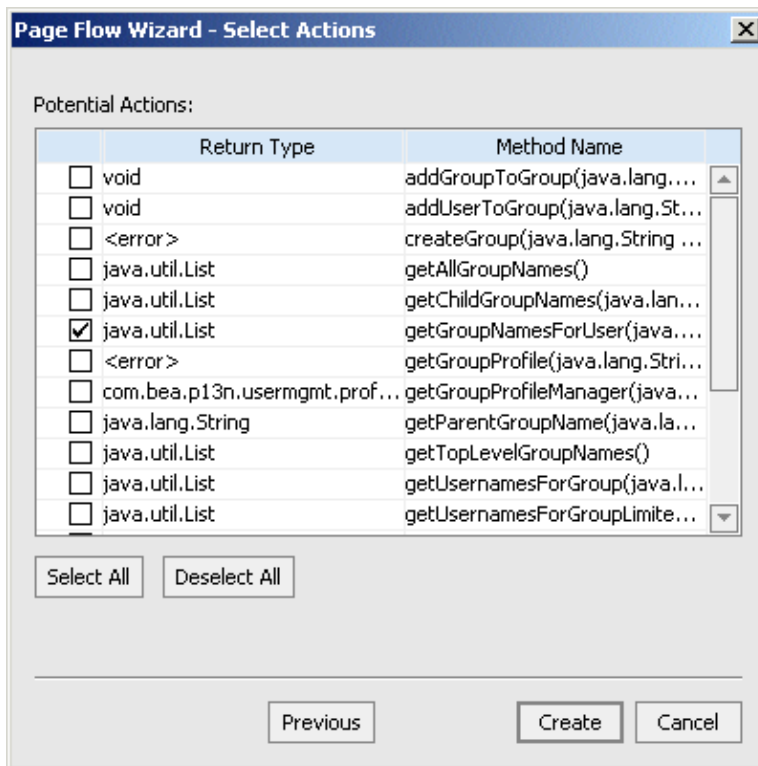 Page Flow Wizard - Select Actions
Potential Actions:
Return Type Method Name
void addGroupToGroup(java.lang....
void addUserToGroup(java.lang.St...
<error> createGroup(java.lang.String ...
java.util.List getAllGroupNames()
java.util.List getChildGroupNames(java.lan...
java.util.List getGroupNamesForUser(java....
<error> getGroupProfile(java.lang.Stri...
com.bea.p13n.usermgmt.prof... getGroupProfileManager(java...
java.lang.String getParentGroupName(java.la...
java.util.List getTopLevelGroupNames()
java.util.List getUsernamesForGroup(java.l...
java.util.List getUsernamesForGroupLimite...
Select All Deselect All
Previous Create Cancel